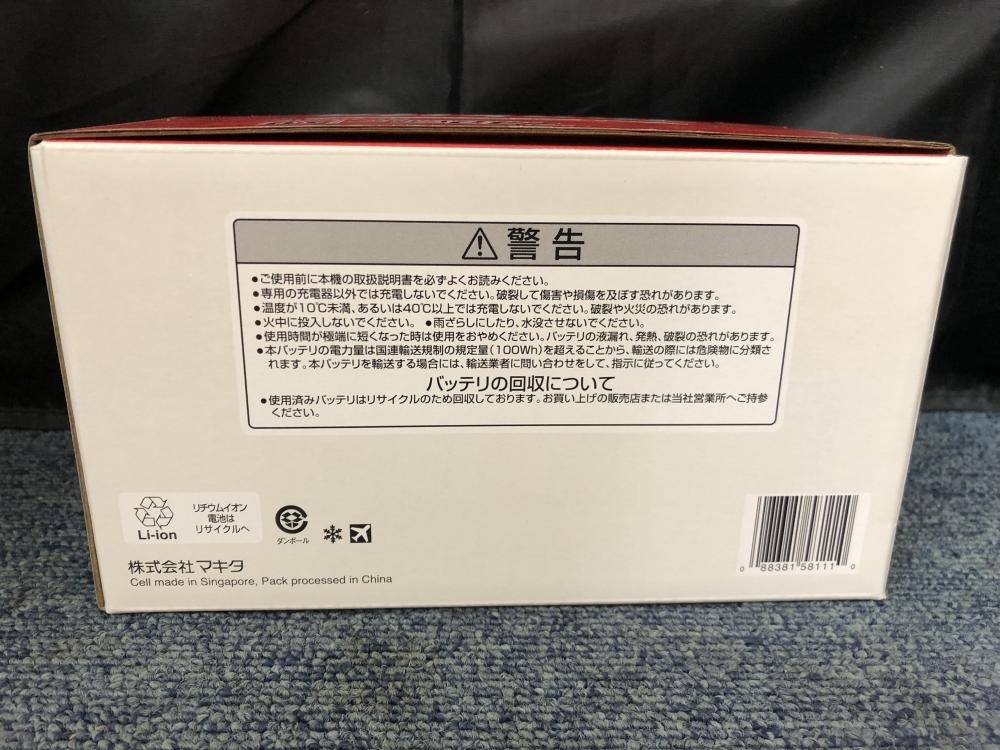 警告
●ご使用前に本機の取扱説明書を必ずよくお読みください。
●専用の充電器以外では充電しないでください。破裂して傷害や損傷を及ぼす恐れがあります。
●温度が10℃未満、あるいは40℃以上では充電しないでください。破裂や火災の恐れがあります。
●火中に投入しないでください。 ●雨ざらしにしたり、水没させないでください。
●使用時間が極端に短くなった時は使用をおやめください。バッテリの液漏れ、発熱、破裂の恐れがあります。
●本バッテリの電力量は国連輸送規制の規定量(100Wh)を超えることから、輸送の際には危険物に分類さ
れます。本バッテリを輸送する場合には、輸送業者に問い合わせをして、指示に従ってください。
バッテリの回収について
●使用済みバッテリはリサイクルのため回収しております。お買い上げの販売店または当社営業所へご持参
ください。
リチウムイオン
電池は
リサイクルへ
Li-ion
ダンボール
株式会社マキタ
Cell made in Singapore, Pack processed in China
0 88381 58111 0